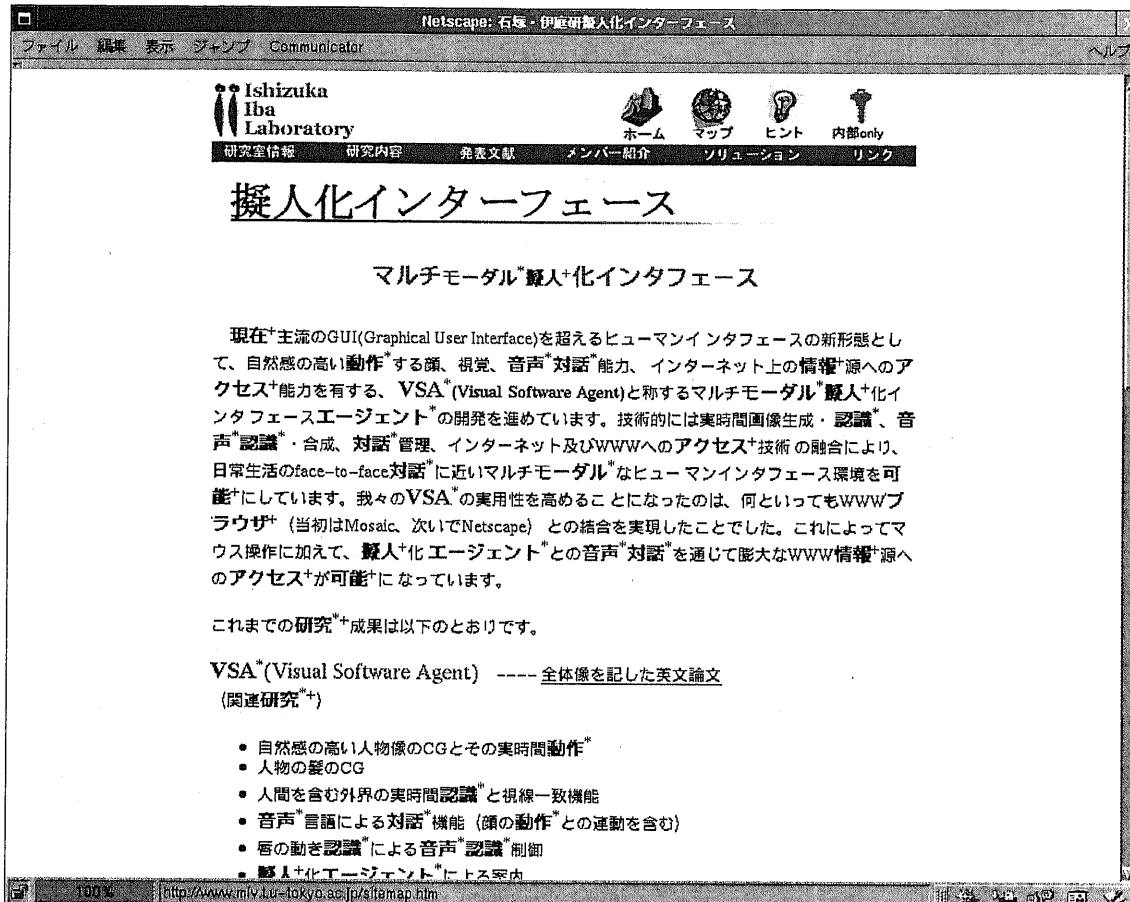 Netscape: 石塚・伊庭研擬人化インターフェース
ファイル 編集 表示 ジャンプ Communicator ヘルプ
Ishizuka
Iba
Laboratory
ホーム マップ ヒント 内部only
研究室情報 研究内容 発表文献 メンバー紹介 ソリューション リンク
擬人化インターフェース
マルチモーダル*擬人+化インタフェース
現在+主流のGUI(Graphical User Interface)を超えるヒューマンインタフェースの新形態とし
て、自然感の高い動作*する顔、視覚、音声*対話*能力、インターネット上の情報+源へのア
クセス+能力を有する、VSA*(Visual Software Agent)と称するマルチモーダル*擬人+化イ
ンタフェースエージェント*の開発を進めています。技術的には実時間画像生成・認識*、音
声*認識*・合成、対話*管理、インターネット及びWWWへのアクセス+技術の融合により、
日常生活のface-to-face対話*に近いマルチモーダル*なヒューマンインタフェース環境を可
能+にしています。我々のVSA*の実用性を高めることになったのは、何といってもWWWブ
ラウザ+（当初はMosaic、次いでNetscape）との結合を実現したことでした。これによってマ
ウス操作に加えて、擬人+化エージェント*との音声*対話*を通じて膨大なWWW情報+源へ
のアクセス+が可能+になっています。
これまでの研究*+成果は以下のとおりです。
VSA*(Visual Software Agent) ---- 全体像を記した英文論文
（関連研究*+）
• 自然感の高い人物像のCGとその実時間動作*
• 人物の髪のCG
• 人間を含む外界の実時間認識*と視線一致機能
• 音声*言語による対話*機能（顔の動作*との連動を含む）
• 唇の動き認識*による音声*認識*制御
• 擬人+化エージェント*による案内
100% http://www.miv.t.u-tokyo.ac.jp/sitemap.htm